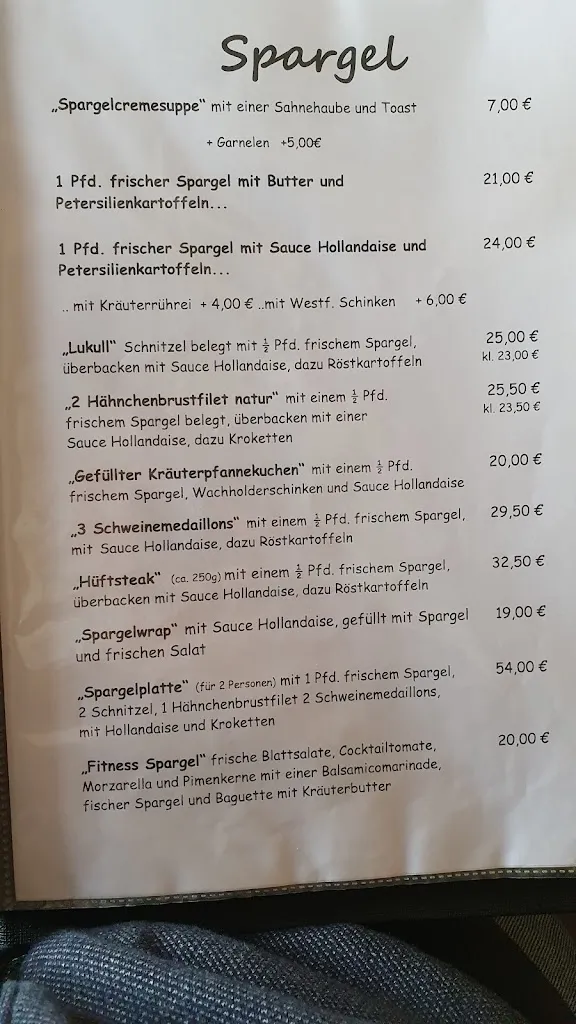 Spargel
„Spargelcremesuppe“ mit einer Sahnehaube und Toast 7,00 €
+ Garnelen +5,00€
1 Pfd. frischer Spargel mit Butter und 21,00 €
Petersilienkartoffeln...
1 Pfd. frischer Spargel mit Sauce Hollandaise und 24,00 €
Petersilienkartoffeln...
.. mit Kräuterrührei + 4,00 € ..mit Westf. Schinken + 6,00 €
„Lukull“ Schnitzel belegt mit ½ Pfd. frischem Spargel, 25,00 €
überbacken mit Sauce Hollandaise, dazu Röstkartoffeln kl. 23,00 €
„2 Hähnchenbrustfilet natur“ mit einem ½ Pfd. 25,50 €
frischem Spargel belegt, überbacken mit einer kl. 23,50 €
Sauce Hollandaise, dazu Kroketten
„Gefüllter Kräuterpfannekuchen“ mit einem ½ Pfd. 20,00 €
frischem Spargel, Wachholderschinken und Sauce Hollandaise
„3 Schweinemedaillons“ mit einem ½ Pfd. frischem Spargel, 29,50 €
mit Sauce Hollandaise, dazu Röstkartoffeln
„Hüftsteak“ (ca. 250g) mit einem ½ Pfd. frischem Spargel, 32,50 €
überbacken mit Sauce Hollandaise, dazu Röstkartoffeln
„Spargelwrap“ mit Sauce Hollandaise, gefüllt mit Spargel 19,00 €
und frischen Salat
„Spargelplatte“ (für 2 Personen) mit 1 Pfd. frischem Spargel, 54,00 €
2 Schnitzel, 1 Hähnchenbrustfilet 2 Schweinemedaillons,
mit Hollandaise und Kroketten
„Fitness Spargel“ frische Blattsalate, Cocktailtomate, 20,00 €
Morzarella und Pimenkerne mit einer Balsamicomarinade,
fischer Spargel und Baguette mit Kräuterbutter